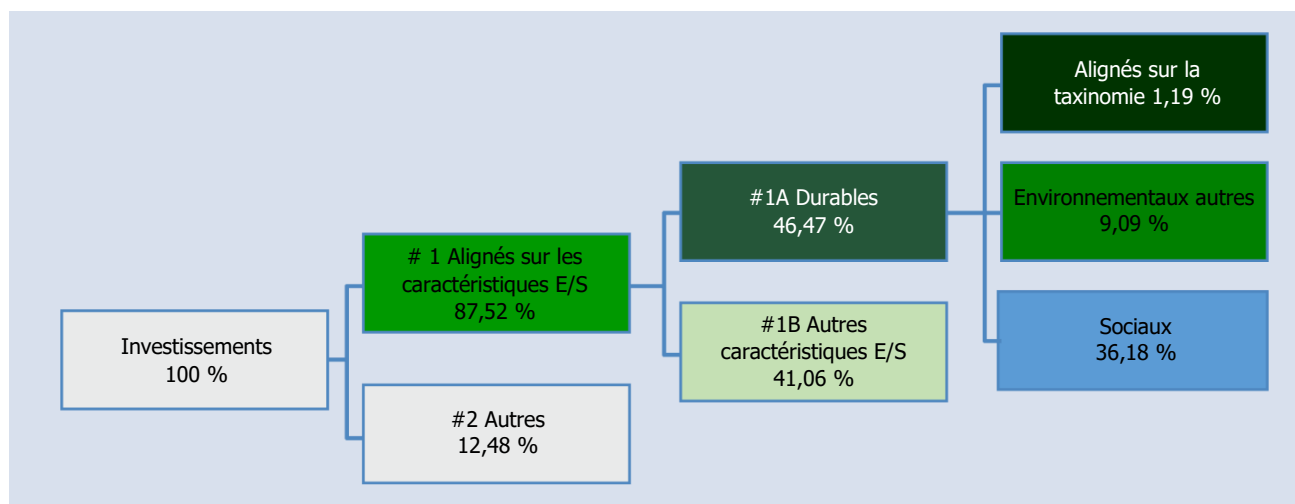 Investissements
100 %
# 1 Alignés sur les
caractéristiques E/S
87,52 %
#2 Autres
12,48 %
#1A Durables
46,47 %
#1B Autres
caractéristiques E/S
41,06 %
Alignés sur la
taxinomie 1,19 %
Environnementaux autres
9,09 %
Sociaux
36,18 %